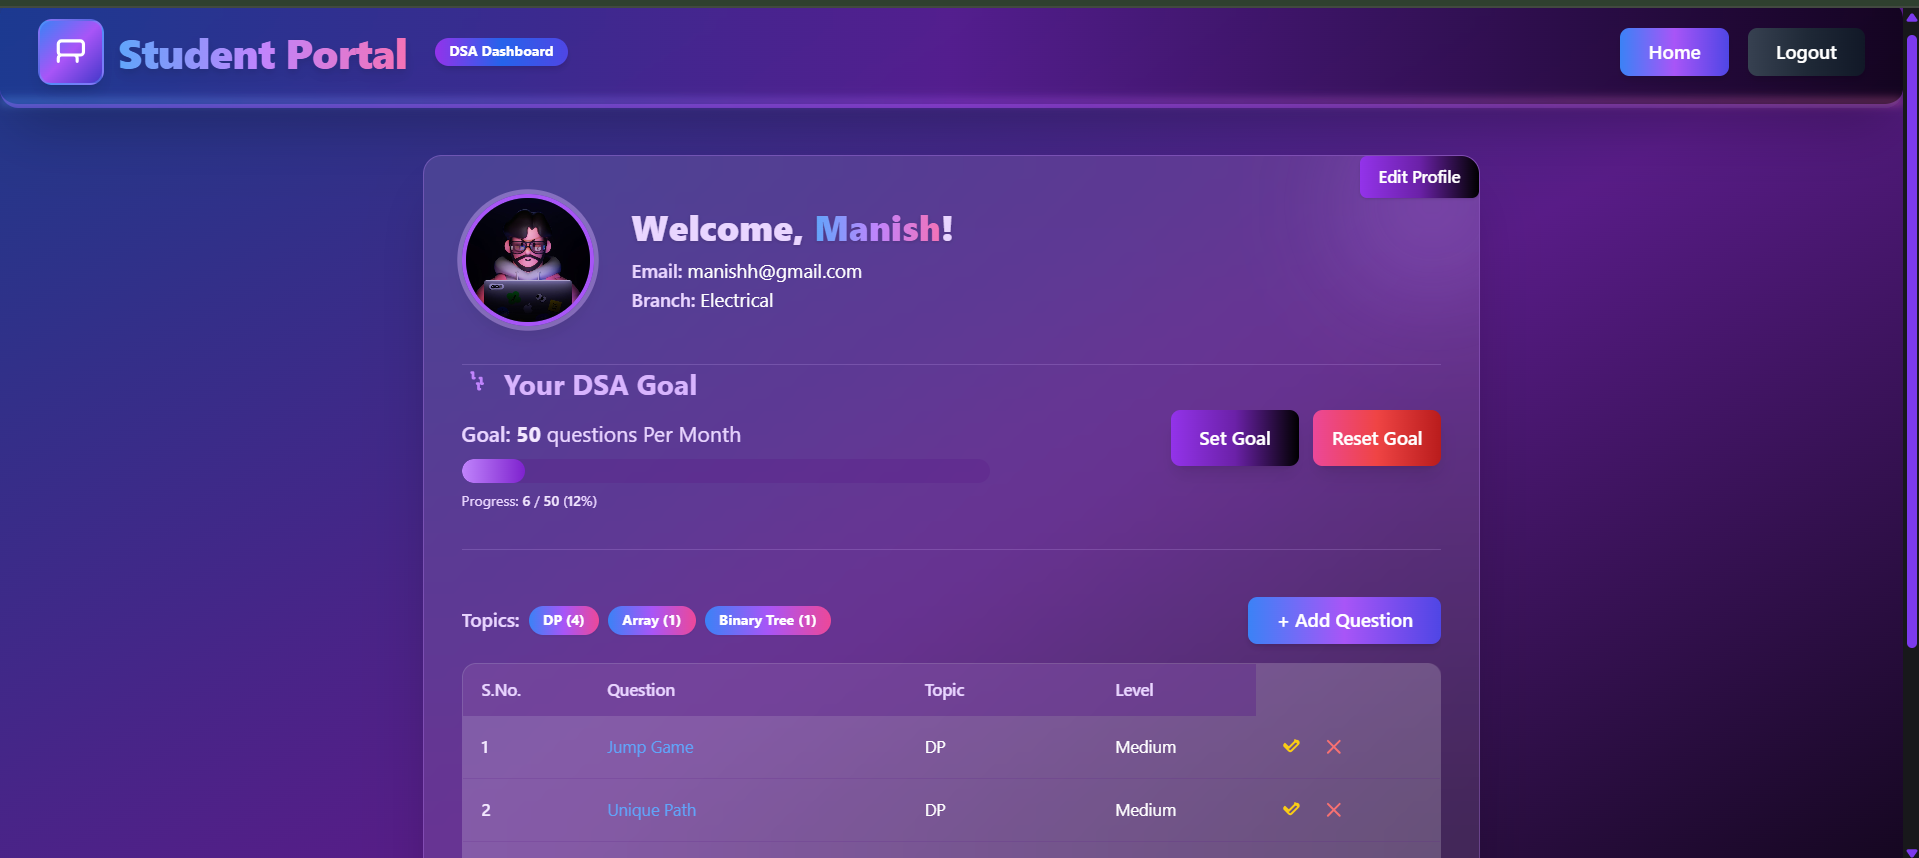 Student Portal
DSA Dashboard
Home
Logout
Edit Profile
Welcome, Manish!
Email: manishh@gmail.com
Branch: Electrical
Your DSA Goal
Goal: 50 questions Per Month
Set Goal
Reset Goal
Progress: 6 / 50 (12%)
Topics: DP (4) Array (1) Binary Tree (1)
+ Add Question
S.No. Question Topic Level
1 Jump Game DP Medium
2 Unique Path DP Medium